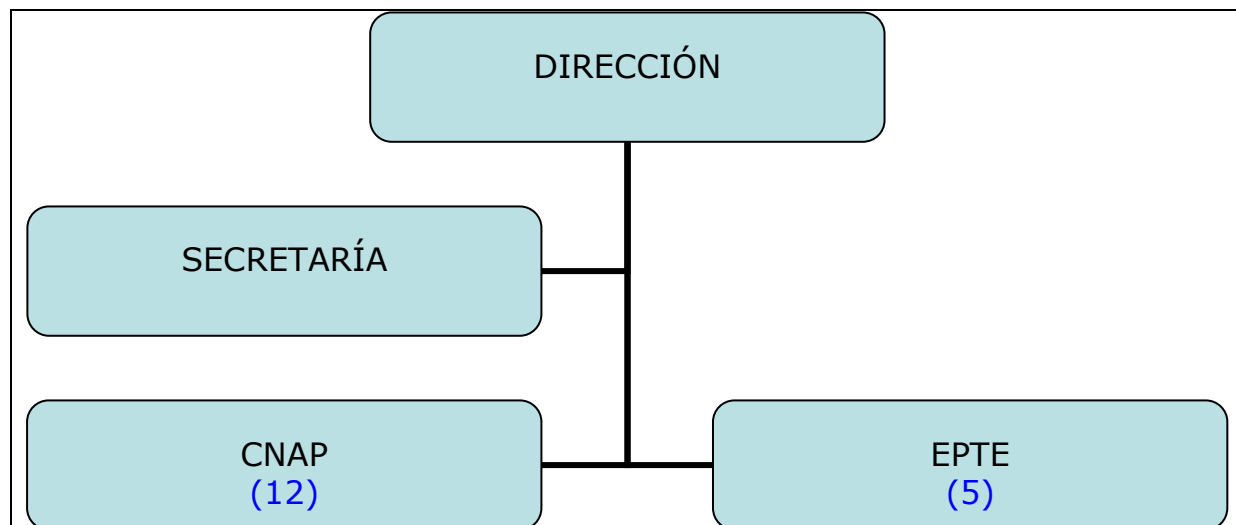 DIRECCIÓN
SECRETARÍA
CNAP
(12)
EPTE
(5)